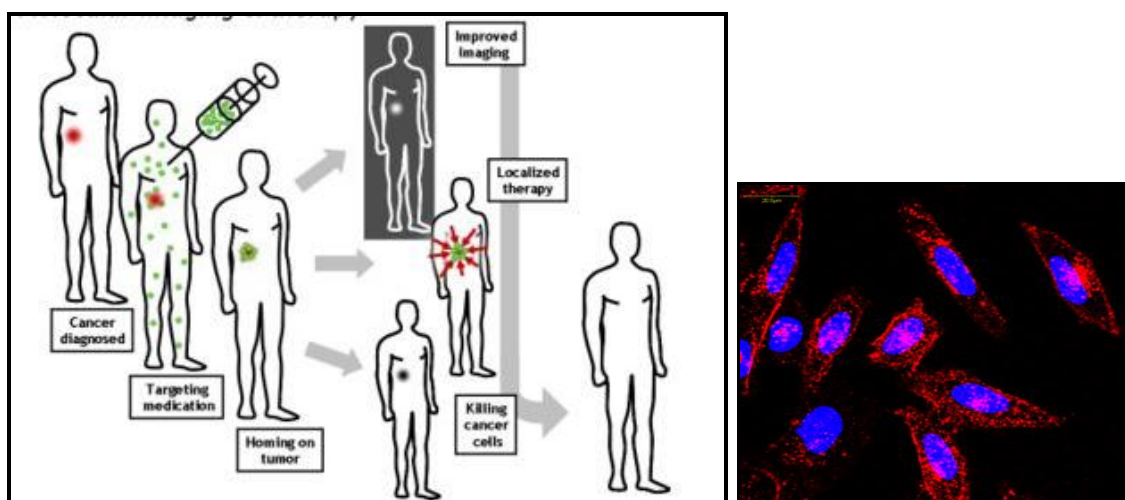 Improved
imaging
Localized
therapy
Cancer
diagnosed
Targeting
medication
Homing on
tumor
Killing
cancer
cells